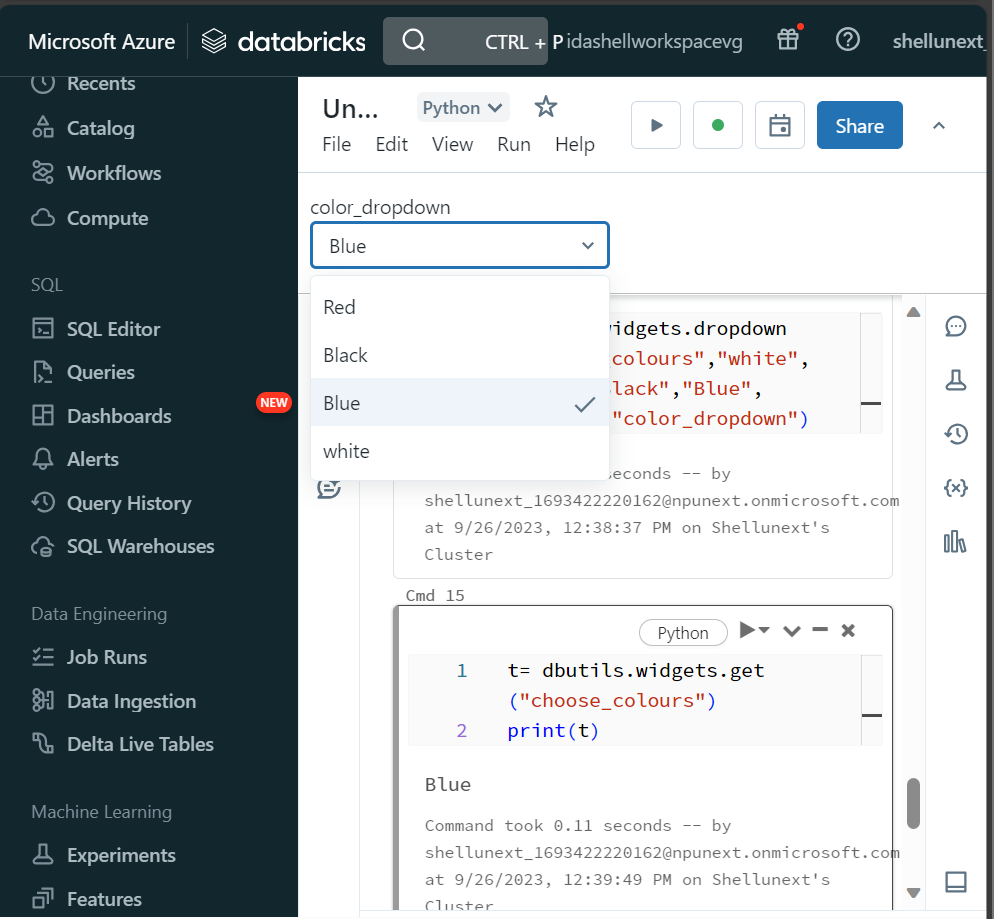 Microsoft Azure databricks CTRL + P idashellworkspacevg shellunext_
Recents
Catalog
Workflows
Compute
SQL
SQL Editor
Queries
Dashboards NEW
Alerts
Query History
SQL Warehouses
Data Engineering
Job Runs
Data Ingestion
Delta Live Tables
Machine Learning
Experiments
Features
Un... Python
File Edit View Run Help
Share
color_dropdown
Blue
Red
Black
Blue
white
idgets.dropdown
colours","white",
lack","Blue",
"color_dropdown")
seconds -- by
shellunext_1693422220162@npunext.onmicrosoft.com
at 9/26/2023, 12:38:37 PM on Shellunext's
Cluster
Cmd 15
Python
1 t= dbutils.widgets.get
("choose_colours")
2 print(t)
Blue
Command took 0.11 seconds -- by
shellunext_1693422220162@npunext.onmicrosoft.com
at 9/26/2023, 12:39:49 PM on Shellunext's
Cluster